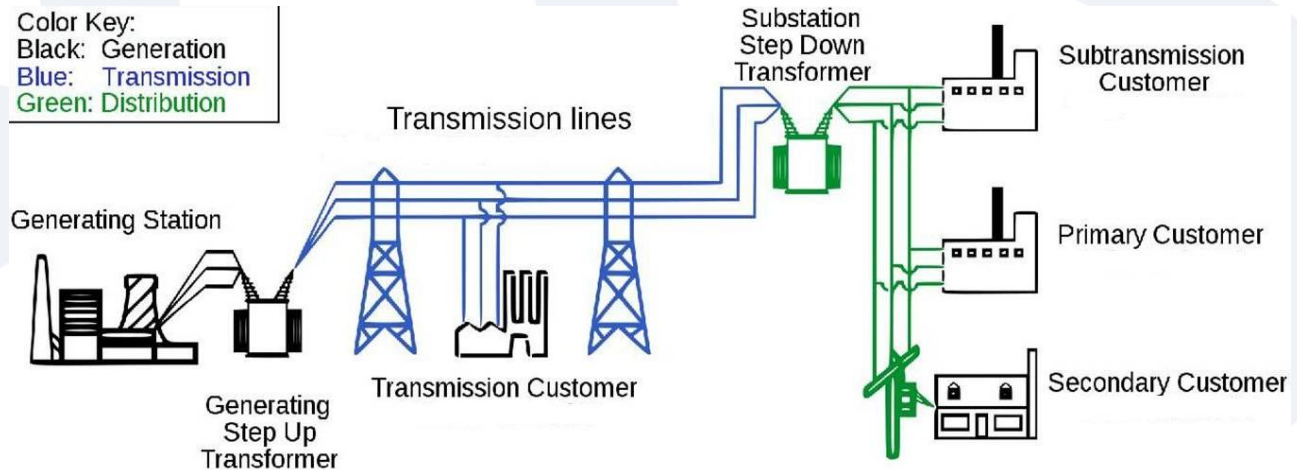 Color Key:
Black: Generation
Blue: Transmission
Green: Distribution
Substation
Step Down
Transformer
Subtransmission
Customer
Transmission lines
Generating Station
Primary Customer
Transmission Customer
Secondary Customer
Generating
Step Up
Transformer